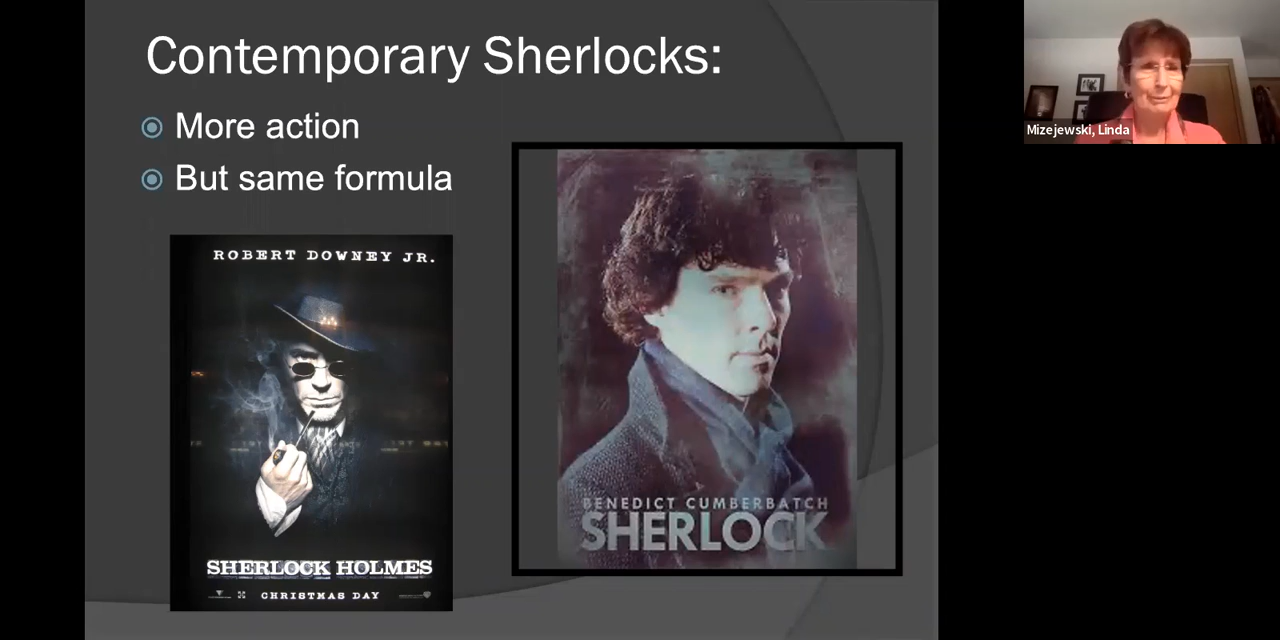 Contemporary Sherlocks:
More action
But same formula
ROBERT DOWNEY JR.
SHERLOCK HOLMES
CHRISTMAS DAY
BENEDICT CUMBERBATCH
SHERLOCK
Mizejewski, Linda